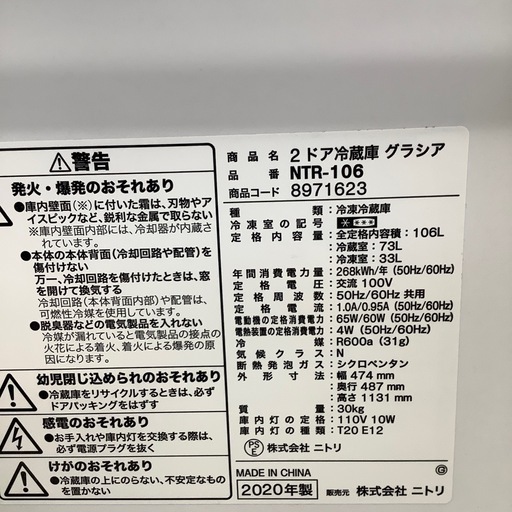 ⚠警告
発火・爆発のおそれあり
●庫内壁面(※)に付いた霜は、刃物やア
イスピックなど、鋭利な金属で取らない
※庫内壁面内部には、冷却器が内蔵さ
れています。
●本体の本体背面(冷却回路や配管)を
傷付けない
万一、冷却回路を傷付けたときは、窓
を開けて換気する
冷却回路(本体背面内部)や配管は、
可燃性冷媒を使用しています。
●脱臭器などの電気製品を入れない
冷媒が漏れていると電気製品の接点の
火花による着火、着火による爆発の原
因になります。
幼児閉じ込められのおそれあり
●冷蔵庫をリサイクルするときは、必ず
ドアパッキングをはずす
感電のおそれあり
●お手入れや庫内灯を交換する際は、
必ず電源プラグを抜く
けがのおそれあり
●冷蔵庫の上にのらない、不安定なもの
を置かない
商品名 2ドア冷蔵庫 グラシア
品番 NTR-106
商品コード 8971623
種類 :冷凍冷蔵庫
冷凍室の記号 :
定格内容積 :全定格内容積:106L
冷蔵室:73L
冷凍室:33L
年間消費電力量 :268kWh/年 (50Hz/60Hz)
定格電圧 :交流 100V
定格周波数 :50Hz/60Hz 共用
定格電流 :1.0A/0.95A (50Hz/60Hz)
電動機の定格消費電力 :65W/60W (50Hz/60Hz)
電熱装置の定格消費電力 :4W (50Hz/60Hz)
冷媒 :R600a (31g)
気候クラス :N
断熱発泡ガス :シクロペンタン
外形寸法 :幅 474 mm
奥行 487 mm
高さ 1131 mm
質量 :30kg
庫内灯の定格 :110V 10W
庫内灯の種類 :T20 E12
PSE 株式会社 ニトリ
MADE IN CHINA
G
2020年製 販売元 株式会社 ニトリ